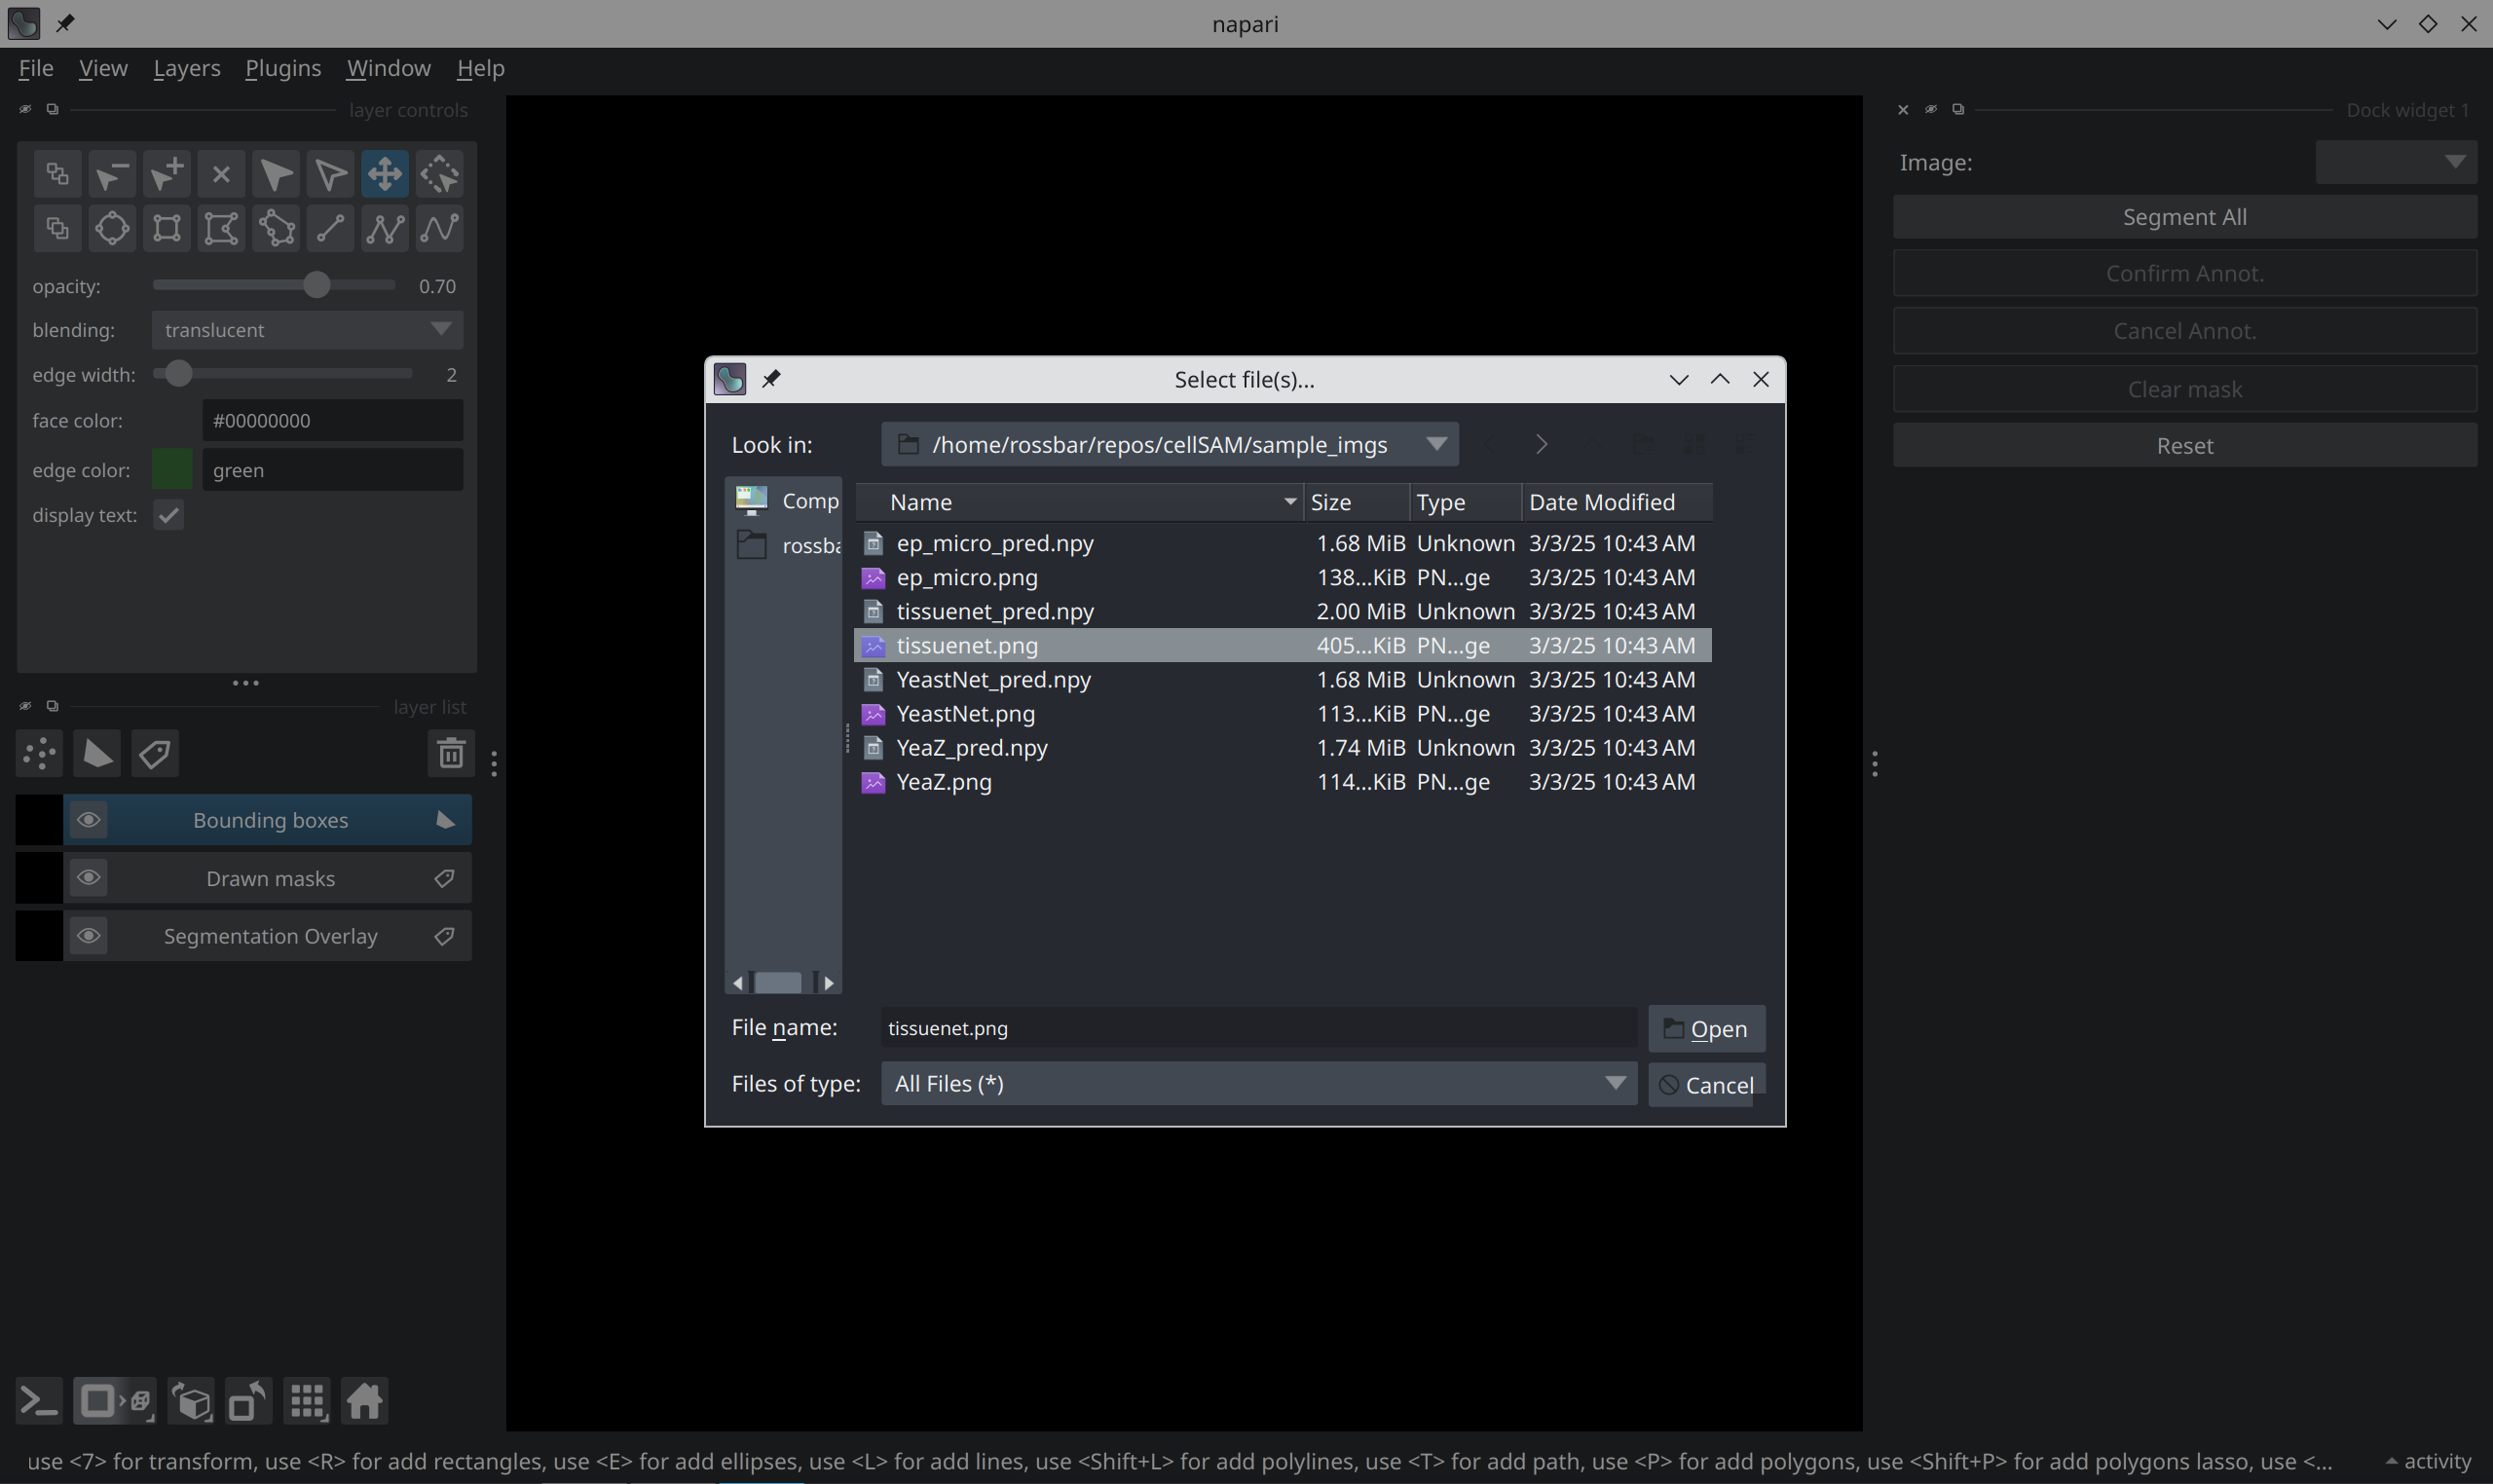 napari
File View Layers Plugins Window Help
layer controls
opacity: 0.70
blending: translucent
edge width: 2
face color: #00000000
edge color: green
display text:
layer list
Bounding boxes
Drawn masks
Segmentation Overlay
Select file(s)...
Look in: /home/rossbar/repos/cellSAM/sample_imgs
Comp
rossba
Name Size Type Date Modified
ep_micro_pred.npy 1.68 MiB Unknown 3/3/25 10:43 AM
ep_micro.png 138...KiB PN...ge 3/3/25 10:43 AM
tissuenet_pred.npy 2.00 MiB Unknown 3/3/25 10:43 AM
tissuenet.png 405...KiB PN...ge 3/3/25 10:43 AM
YeastNet_pred.npy 1.68 MiB Unknown 3/3/25 10:43 AM
YeastNet.png 113...KiB PN...ge 3/3/25 10:43 AM
YeaZ_pred.npy 1.74 MiB Unknown 3/3/25 10:43 AM
YeaZ.png 114...KiB PN...ge 3/3/25 10:43 AM
File name: tissuenet.png Open
Files of type: All Files (*) Cancel
Dock widget 1
Image:
Segment All
Confirm Annot.
Cancel Annot.
Clear mask
Reset
use <7> for transform, use <R> for add rectangles, use <E> for add ellipses, use <L> for add lines, use <Shift+L> for add polylines, use <T> for add path, use <P> for add polygons, use <Shift+P> for add polygons lasso, use <... activity